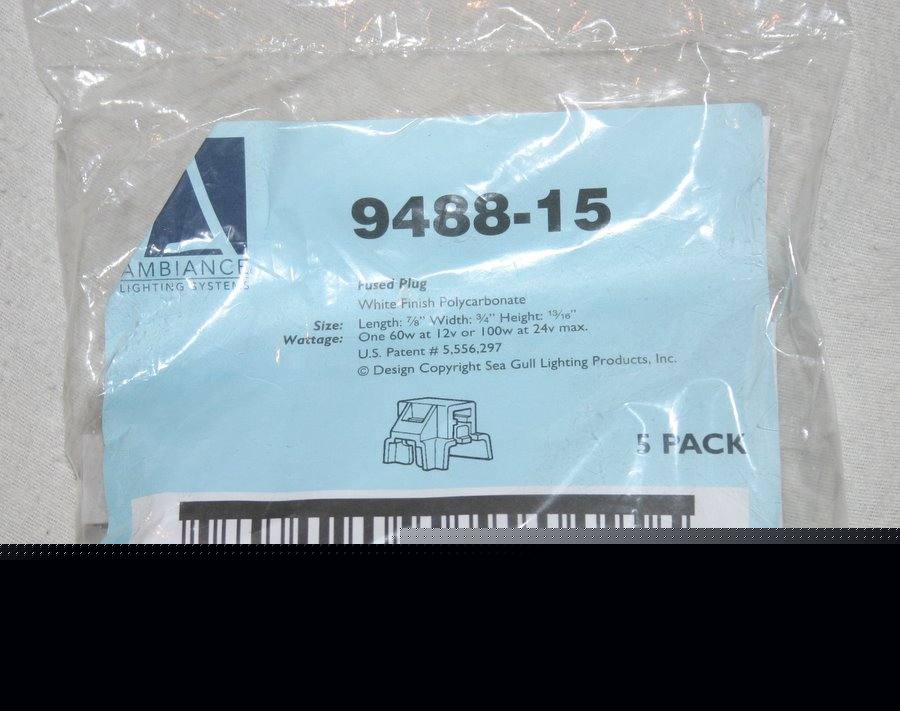 9488-15
AMBIANCE
LIGHTING SYSTEMS
Fused Plug
White Finish Polycarbonate
Size: Length: ⅞" Width: ¾" Height: ¹³⁄₁₆"
Wattage: One 60w at 12v or 100w at 24v max.
U.S. Patent # 5,556,297
© Design Copyright Sea Gull Lighting Products, Inc.
5 PACK